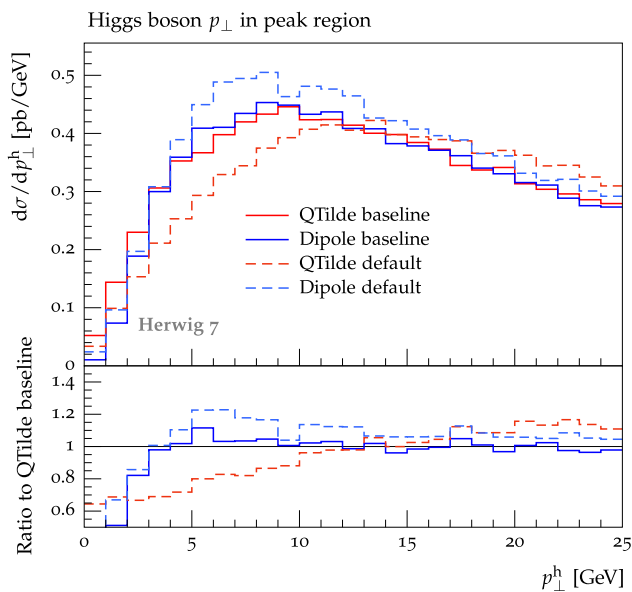 Higgs boson p⊥ in peak region
dσ/dp⊥^h [pb/GeV]
0.5
0.4
0.3
0.2
0.1
0
QTilde baseline
Dipole baseline
QTilde default
Dipole default
Herwig 7
Ratio to QTilde baseline
1.4
1.2
1
0.8
0.6
0 5 10 15 20 25
p⊥^h [GeV]